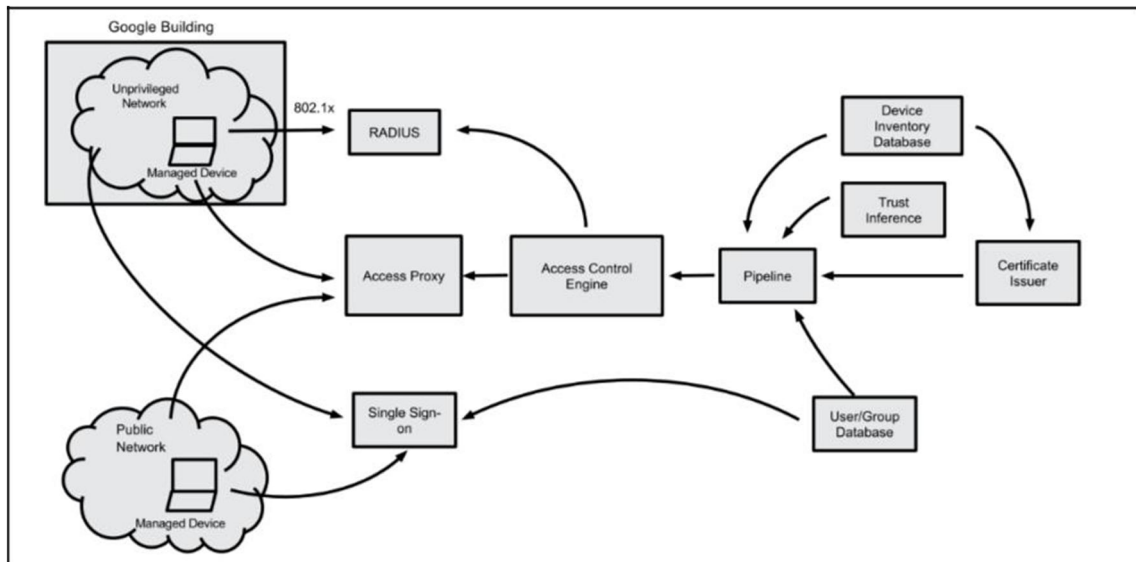 Google Building
Unprivileged
Network
802.1x
Managed Device
RADIUS
Device
Inventory
Database
Trust
Inference
Access Proxy
Access Control
Engine
Pipeline
Certificate
Issuer
Public
Network
Managed Device
Single Sign-
on
User/Group
Database